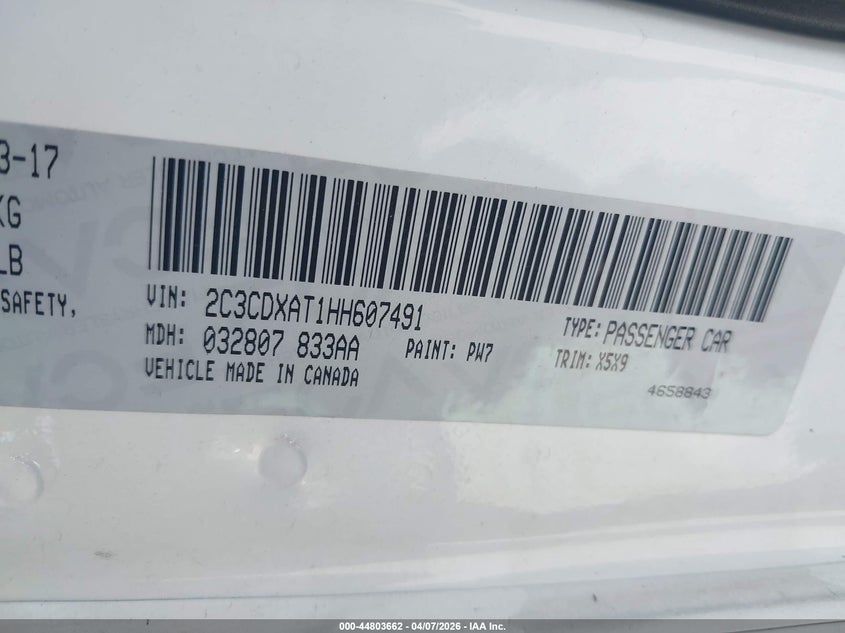 3-17
KG
LB
SAFETY,
VIN: 2C3CDXAT1HH607491
MDH: 032807 833AA
PAINT: PW7
VEHICLE MADE IN CANADA
TYPE: PASSENGER CAR
TRIM: X5X9
4658843
000-44803662 - 04/07/2026 - IAA Inc.